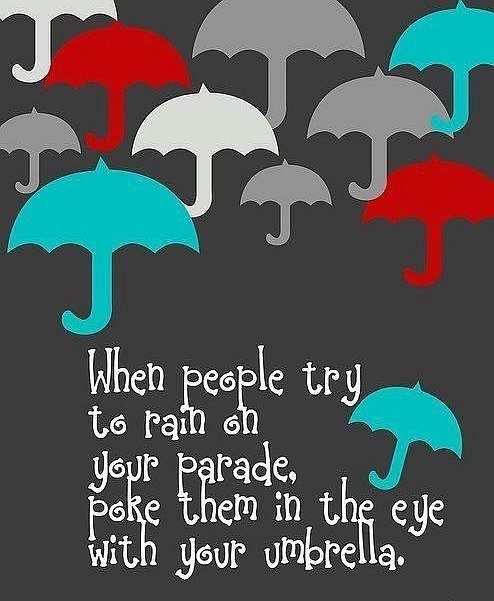 When people try
to rain on
your parade,
poke them in the eye
with your umbrella.